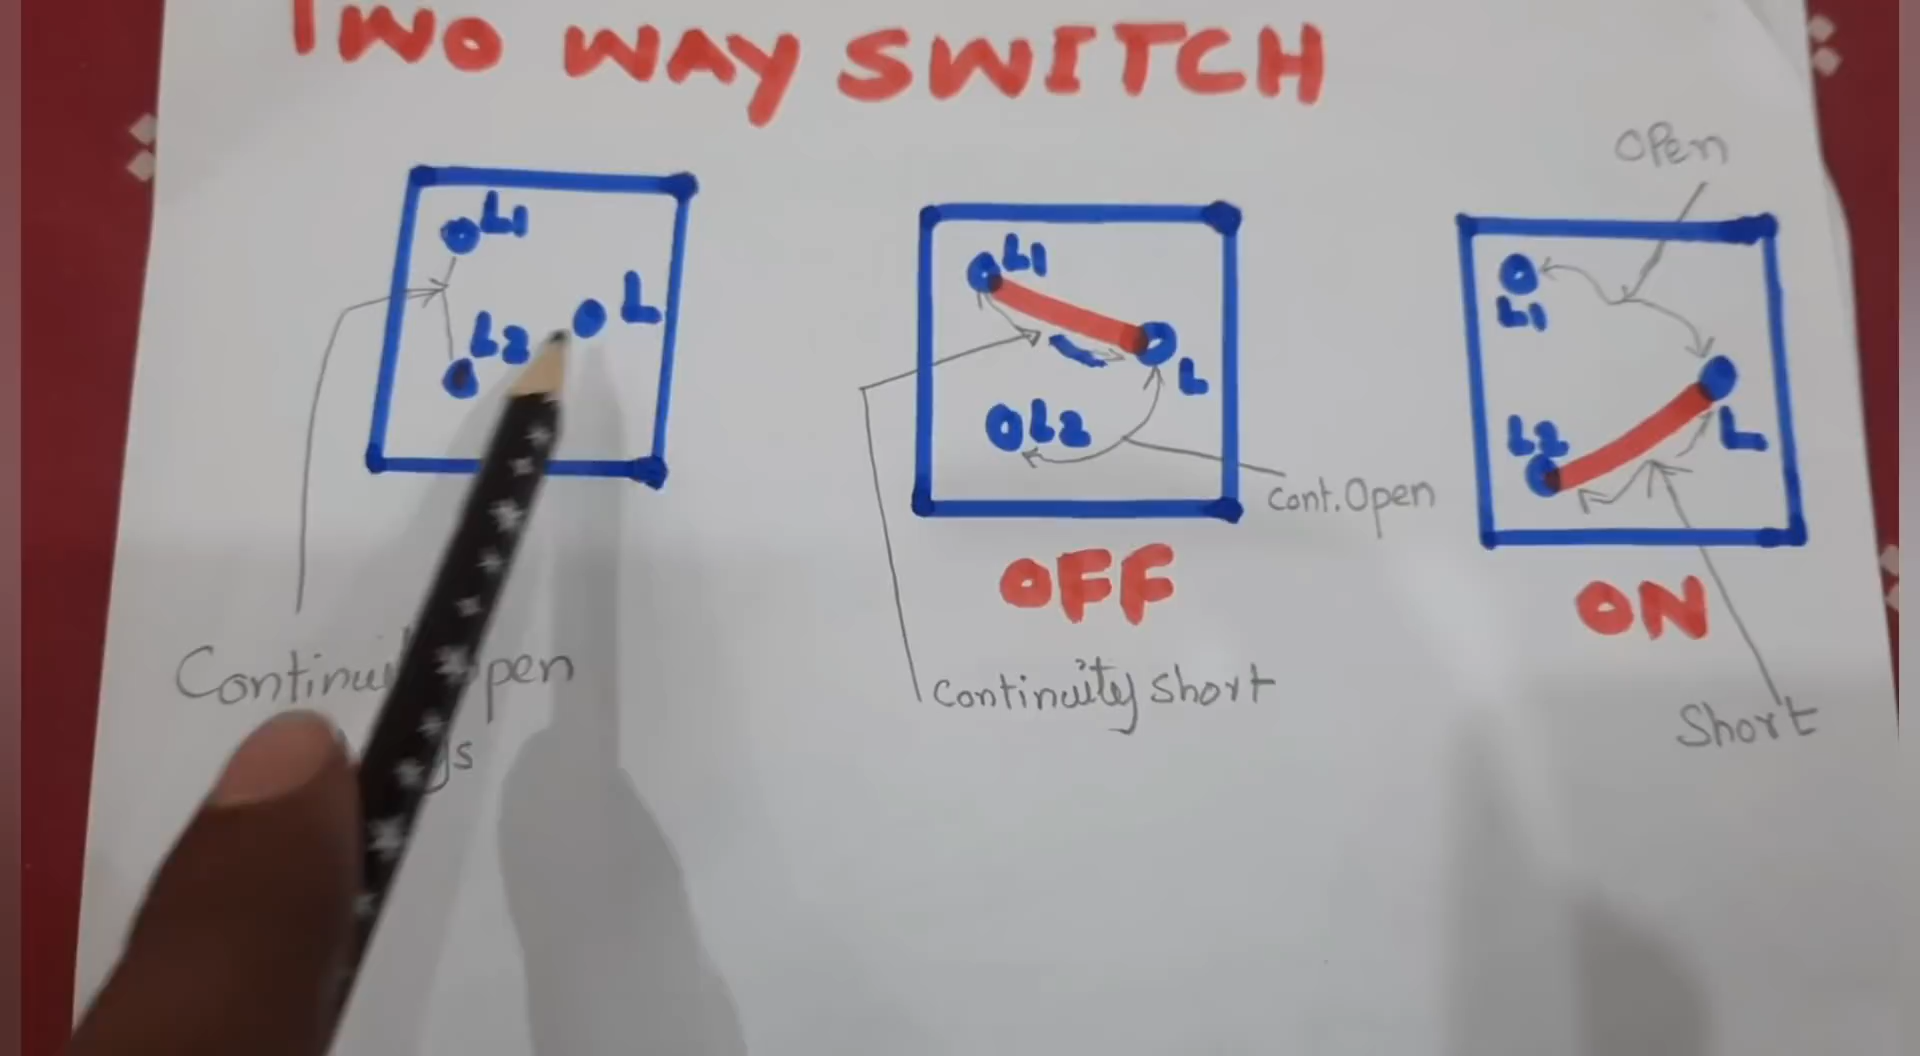 TWO WAY SWITCH
OPen
L1
L2
L
L1
L2
L
L1
L2
L
Cont. Open
OFF
ON
Continuity Short
Short